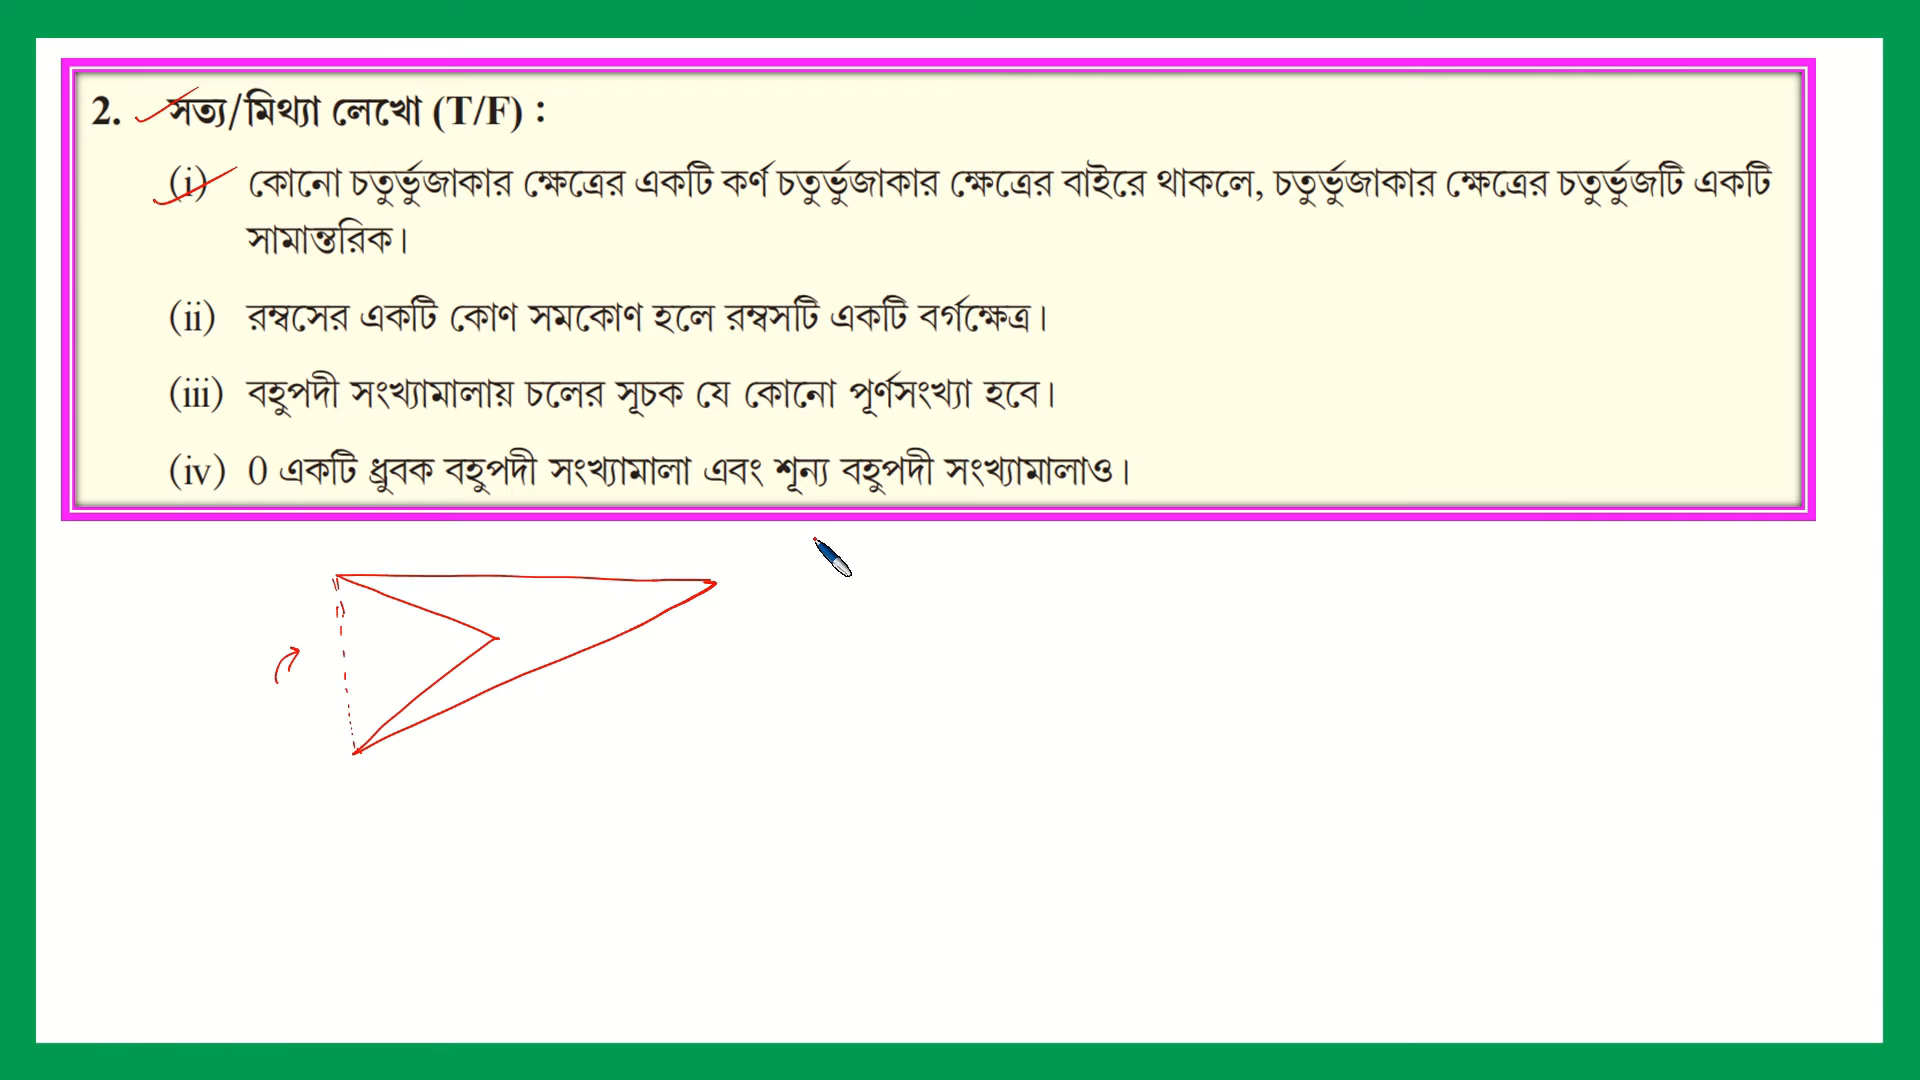 2. সত্য/মিথ্যা লেখো (T/F) :
(i) কোনো চতুর্ভুজাকার ক্ষেত্রের একটি কর্ণ চতুর্ভুজাকার ক্ষেত্রের বাইরে থাকলে, চতুর্ভুজাকার ক্ষেত্রের চতুর্ভুজটি একটি
সামান্তরিক।
(ii) রম্বসের একটি কোণ সমকোণ হলে রম্বসটি একটি বর্গক্ষেত্র।
(iii) বহুপদী সংখ্যামালায় চলের সূচক যে কোনো পূর্ণসংখ্যা হবে।
(iv) 0 একটি ধ্রুবক বহুপদী সংখ্যামালা এবং শূন্য বহুপদী সংখ্যামালাও।